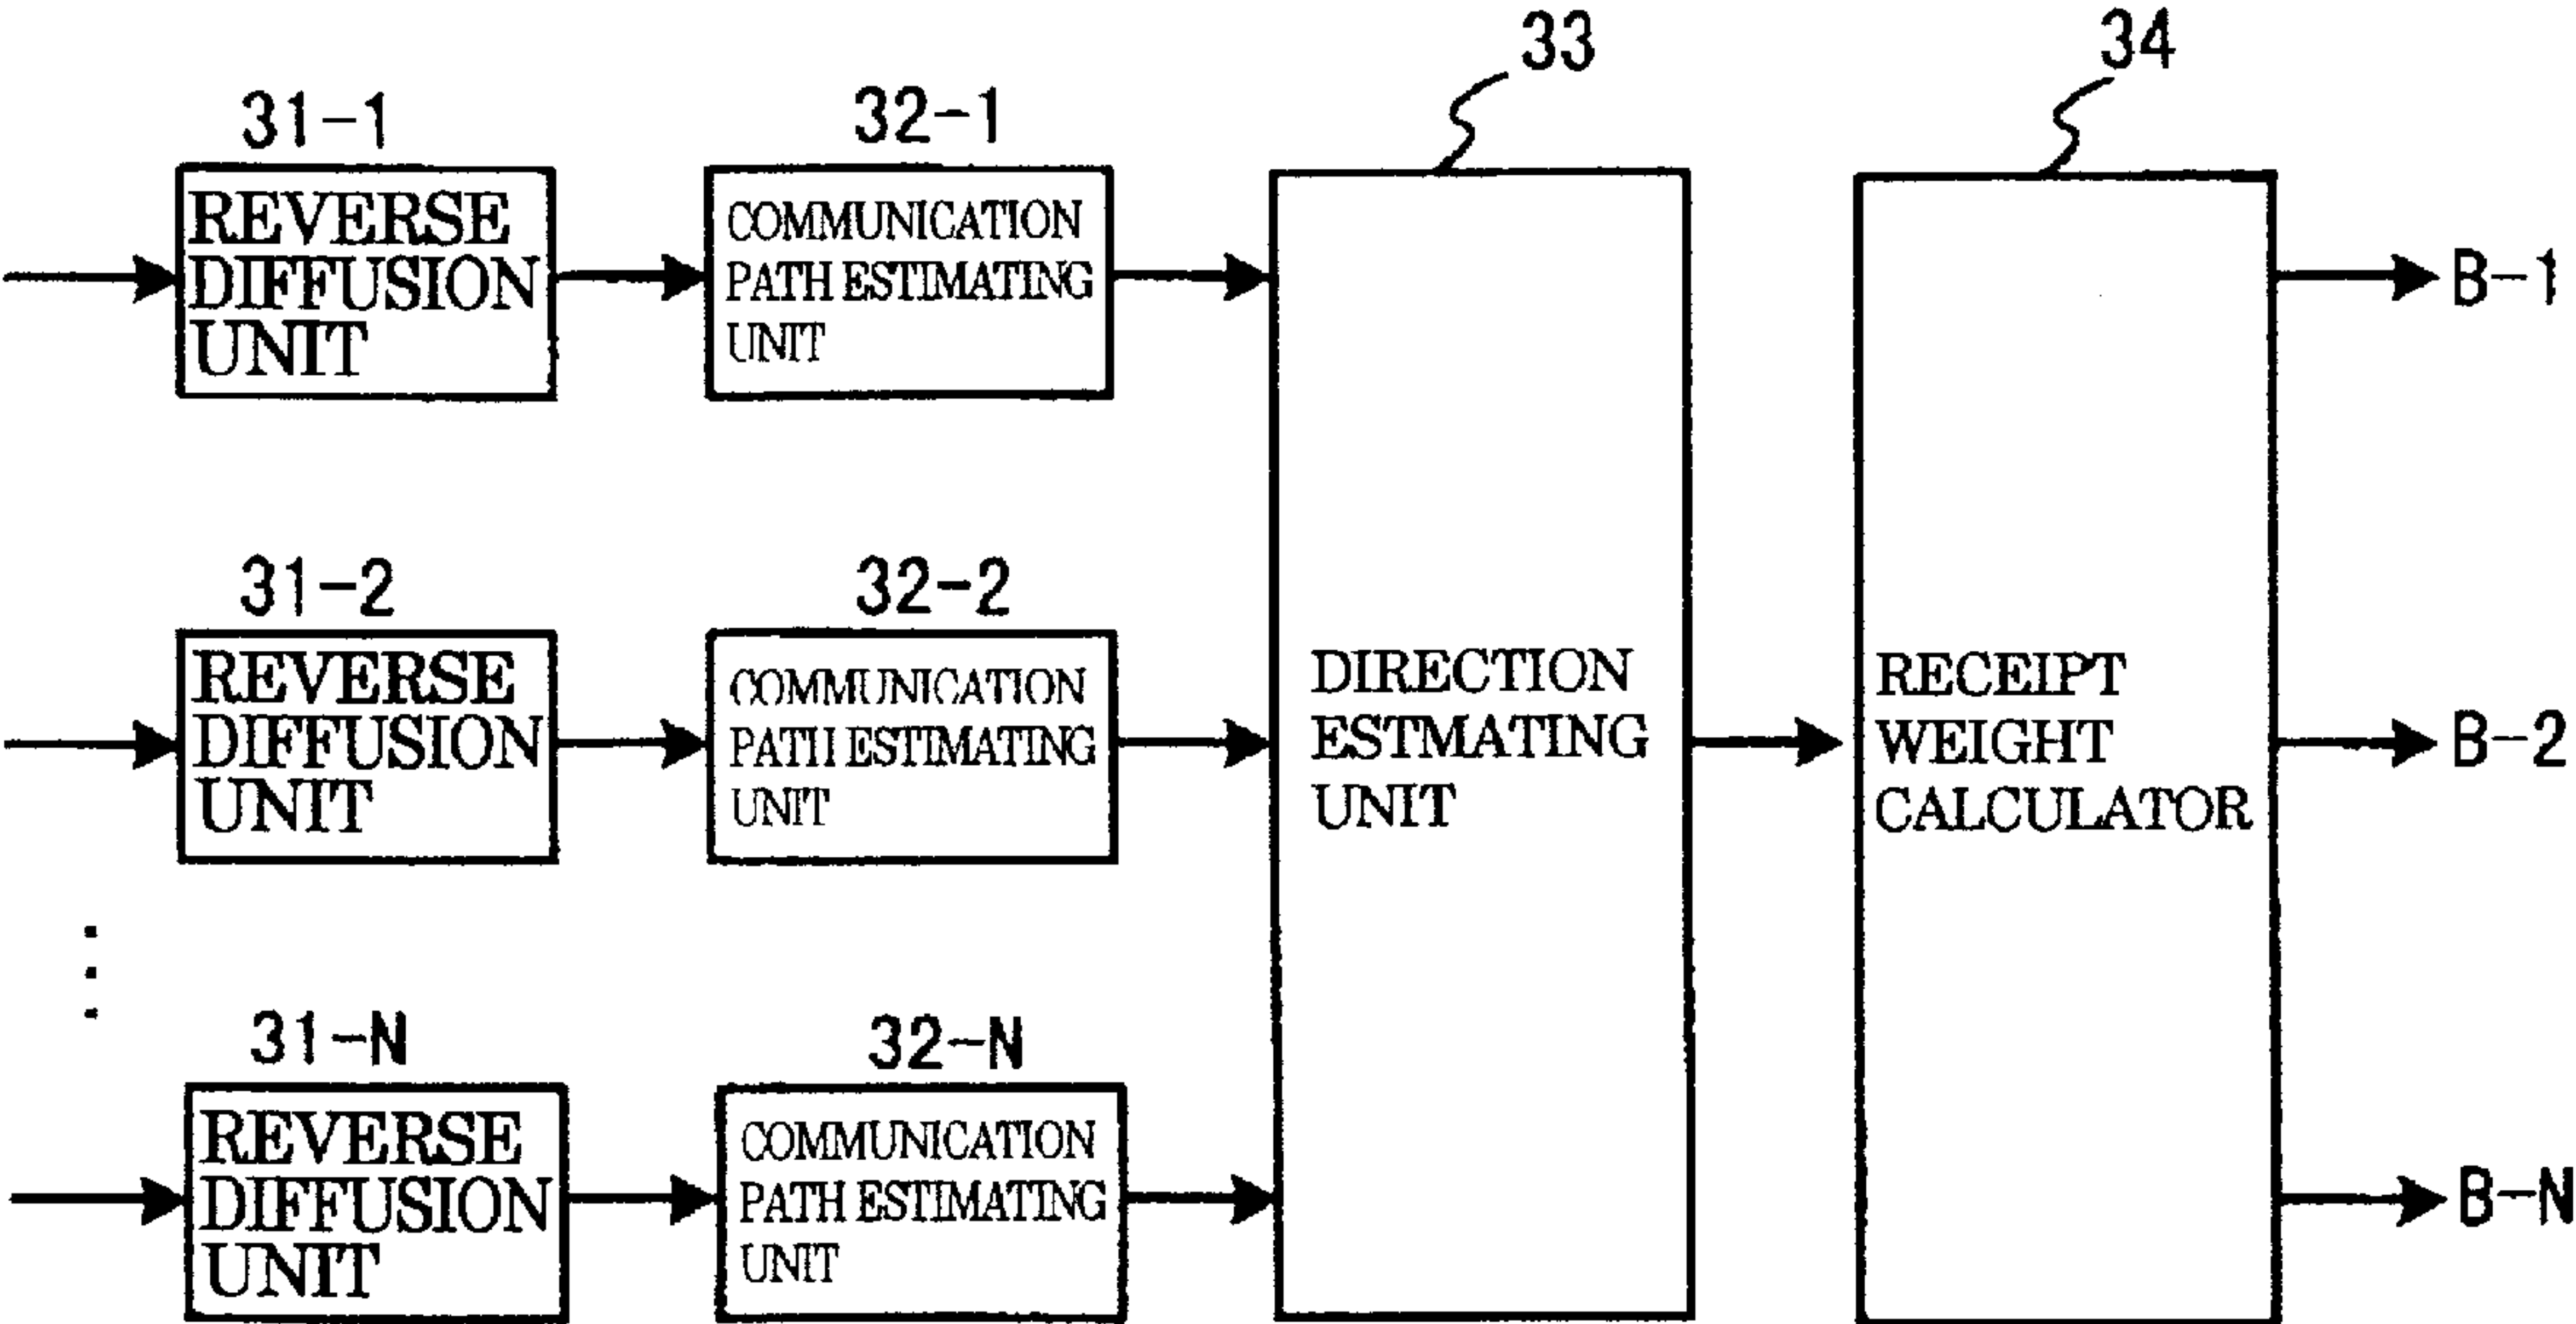 33
34
31-1
32-1
REVERSE
DIFFUSION
UNIT
COMMUNICATION
PATH ESTIMATING
UNIT
B-1
31-2
32-2
REVERSE
DIFFUSION
UNIT
COMMUNICATION
PATH ESTIMATING
UNIT
DIRECTION
ESTMATING
UNIT
RECEIPT
WEIGHT
CALCULATOR
B-2
31-N
32-N
REVERSE
DIFFUSION
UNIT
COMMUNICATION
PATH ESTIMATING
UNIT
B-N